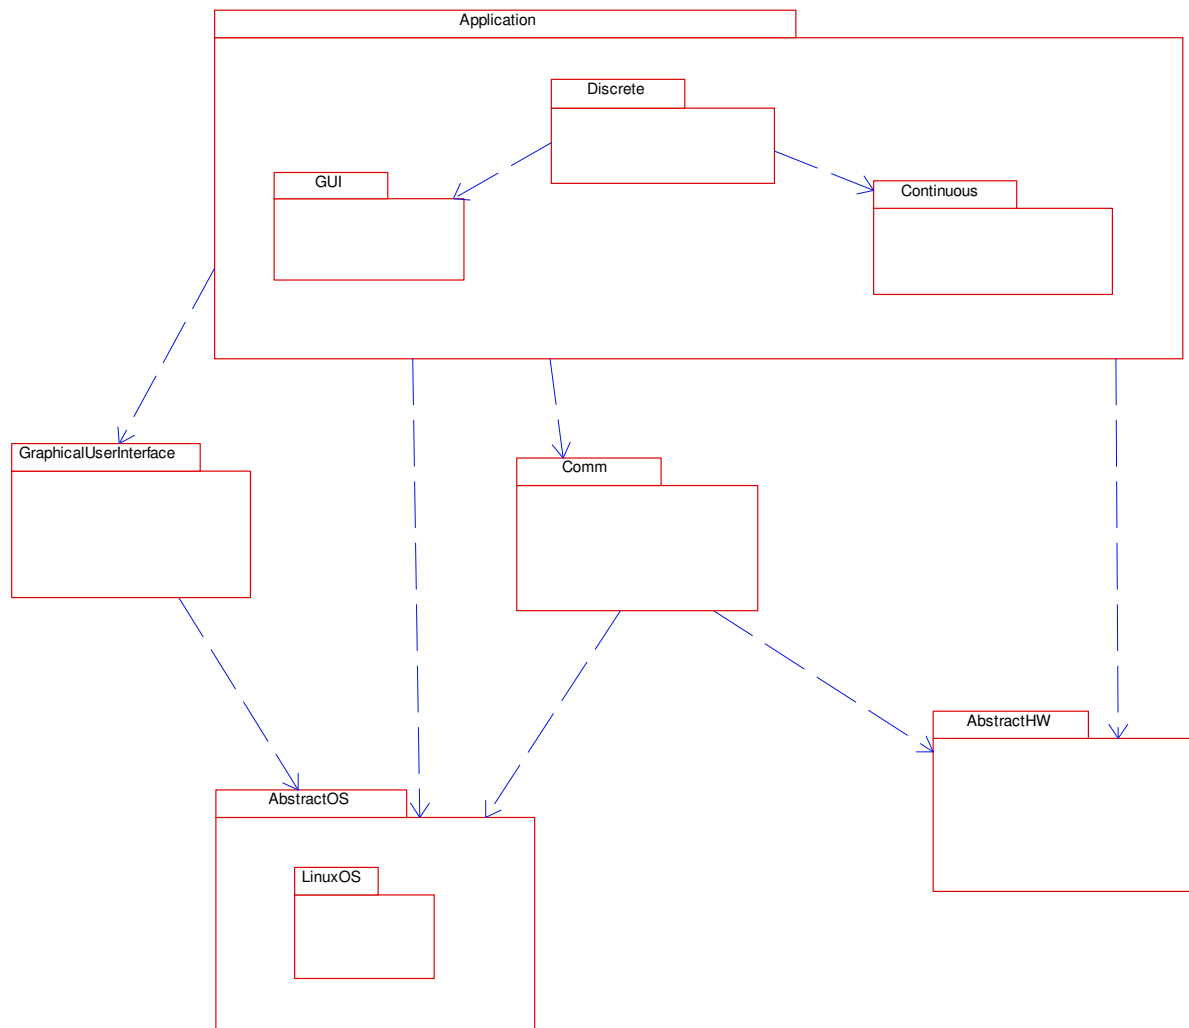 Application
Discrete
GUI
Continuous
GraphicalUserInterface
Comm
AbstractHW
AbstractOS
LinuxOS